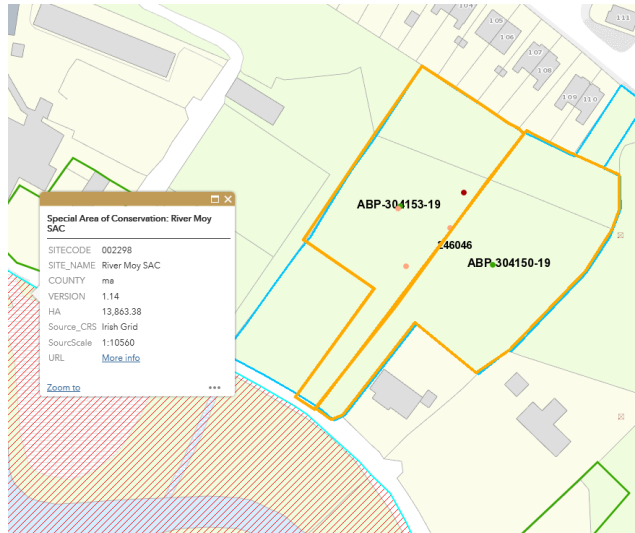 104
105
106
107
108
109
110
111
ABP-304153-19
246046
ABP-304150-19
Special Area of Conservation: River Moy
SAC
SITECODE 002298
SITE_NAME River Moy SAC
COUNTY ma
VERSION 1.14
HA 13,863.38
Source_CRS Irish Grid
SourcScale 1:10560
URL More info
Zoom to